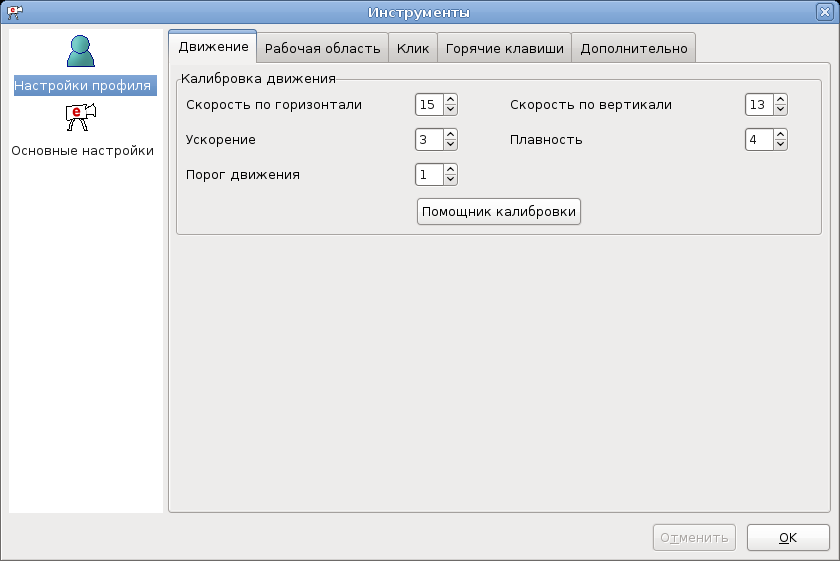 Инструменты
Настройки профиля
e
Основные настройки
Движение Рабочая область Клик Горячие клавиши Дополнительно
Калибровка движения
Скорость по горизонтали 15 Скорость по вертикали 13
Ускорение 3 Плавность 4
Порог движения 1
Помощник калибровки
Отменить OK